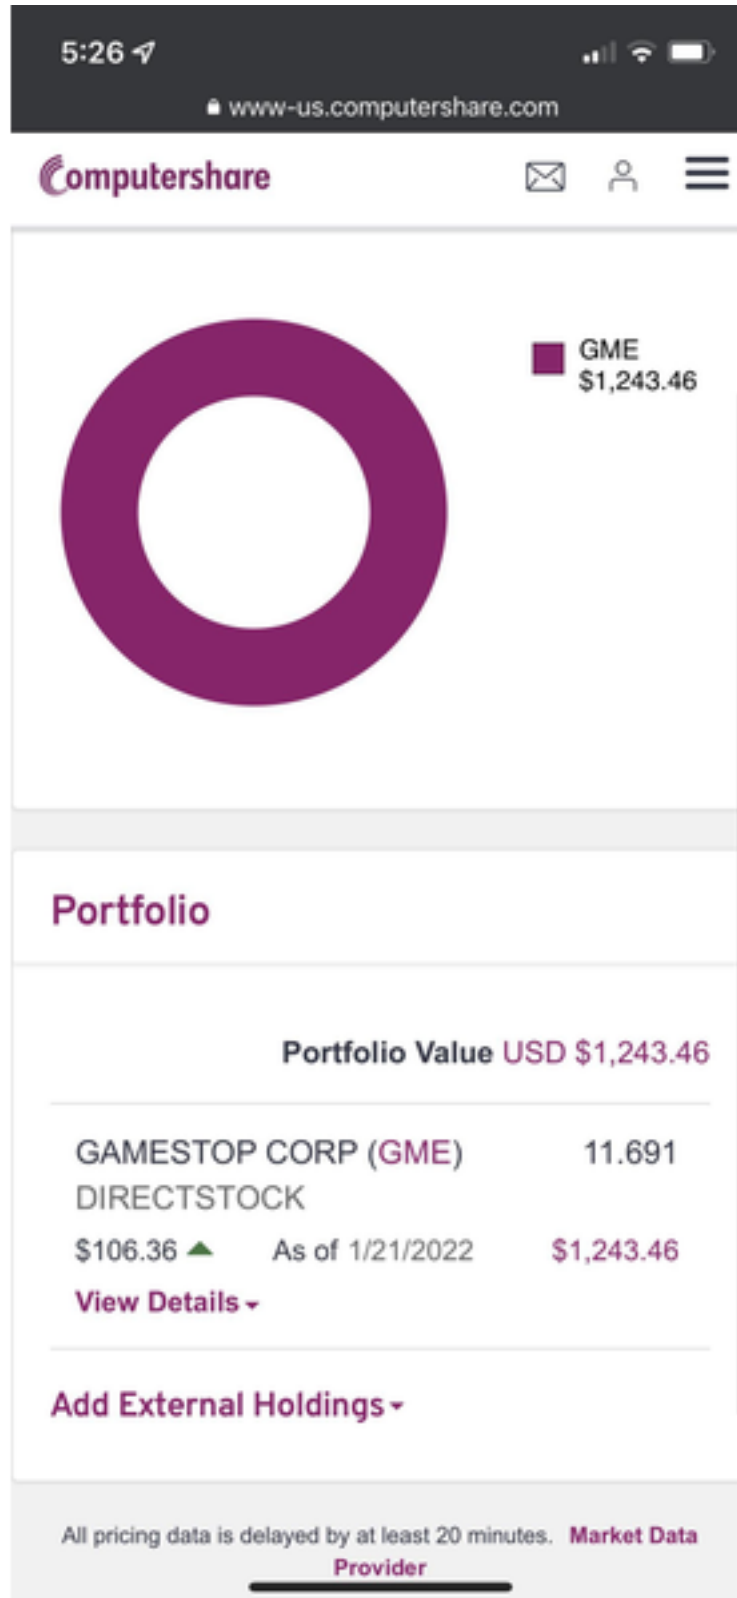 5:26
www-us.computershare.com
Computershare
GME
$1,243.46
Portfolio
Portfolio Value USD $1,243.46
GAMESTOP CORP (GME) 11.691
DIRECTSTOCK
$106.36 As of 1/21/2022 $1,243.46
View Details
Add External Holdings
All pricing data is delayed by at least 20 minutes. Market Data
Provider